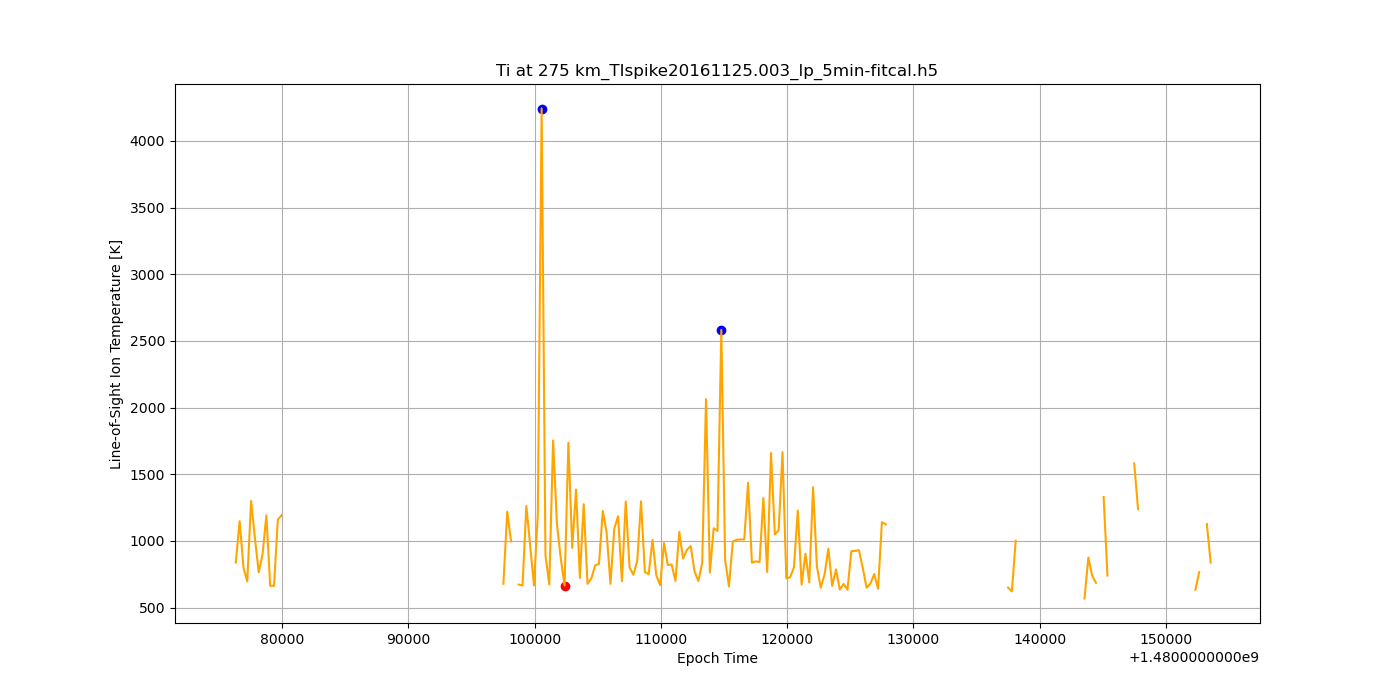 Ti at 275 km_TIspike20161125.003_lp_5min-fitcal.h5
Line-of-Sight Ion Temperature [K]
4000
3500
3000
2500
2000
1500
1000
500
80000 90000 100000 110000 120000 130000 140000 150000
Epoch Time
+1.4800000000e9